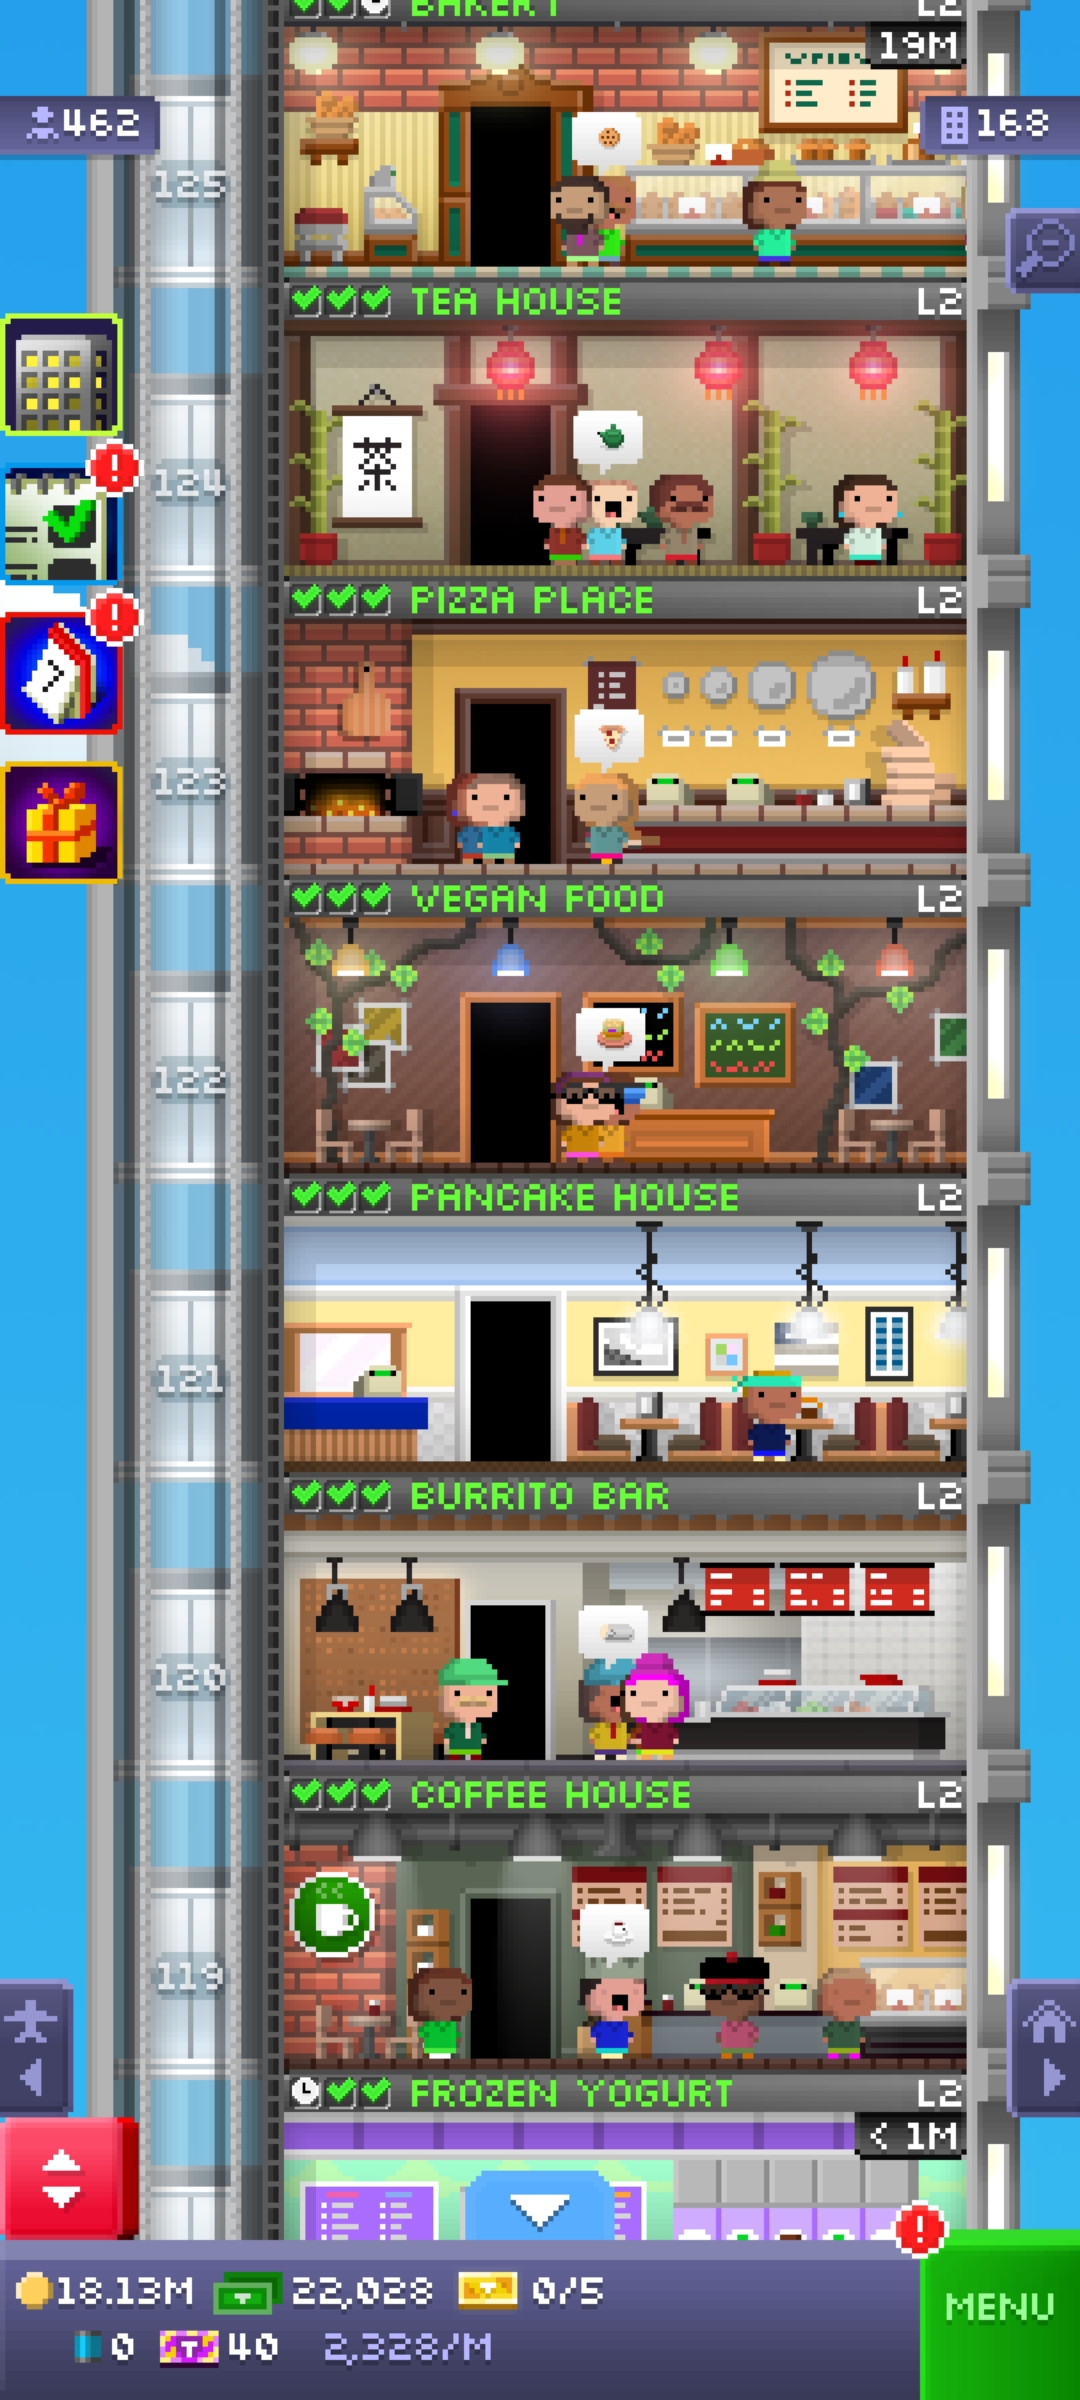 BAKERY
L2
19M
462
168
125
TEA HOUSE
L2
茶
124
PIZZA PLACE
L2
123
VEGAN FOOD
L2
122
PANCAKE HOUSE
L2
121
BURRITO BAR
L2
120
COFFEE HOUSE
L2
119
FROZEN YOGURT
L2
< 1M
18.13M
22,028
0/5
MENU
0
40
2,328/M